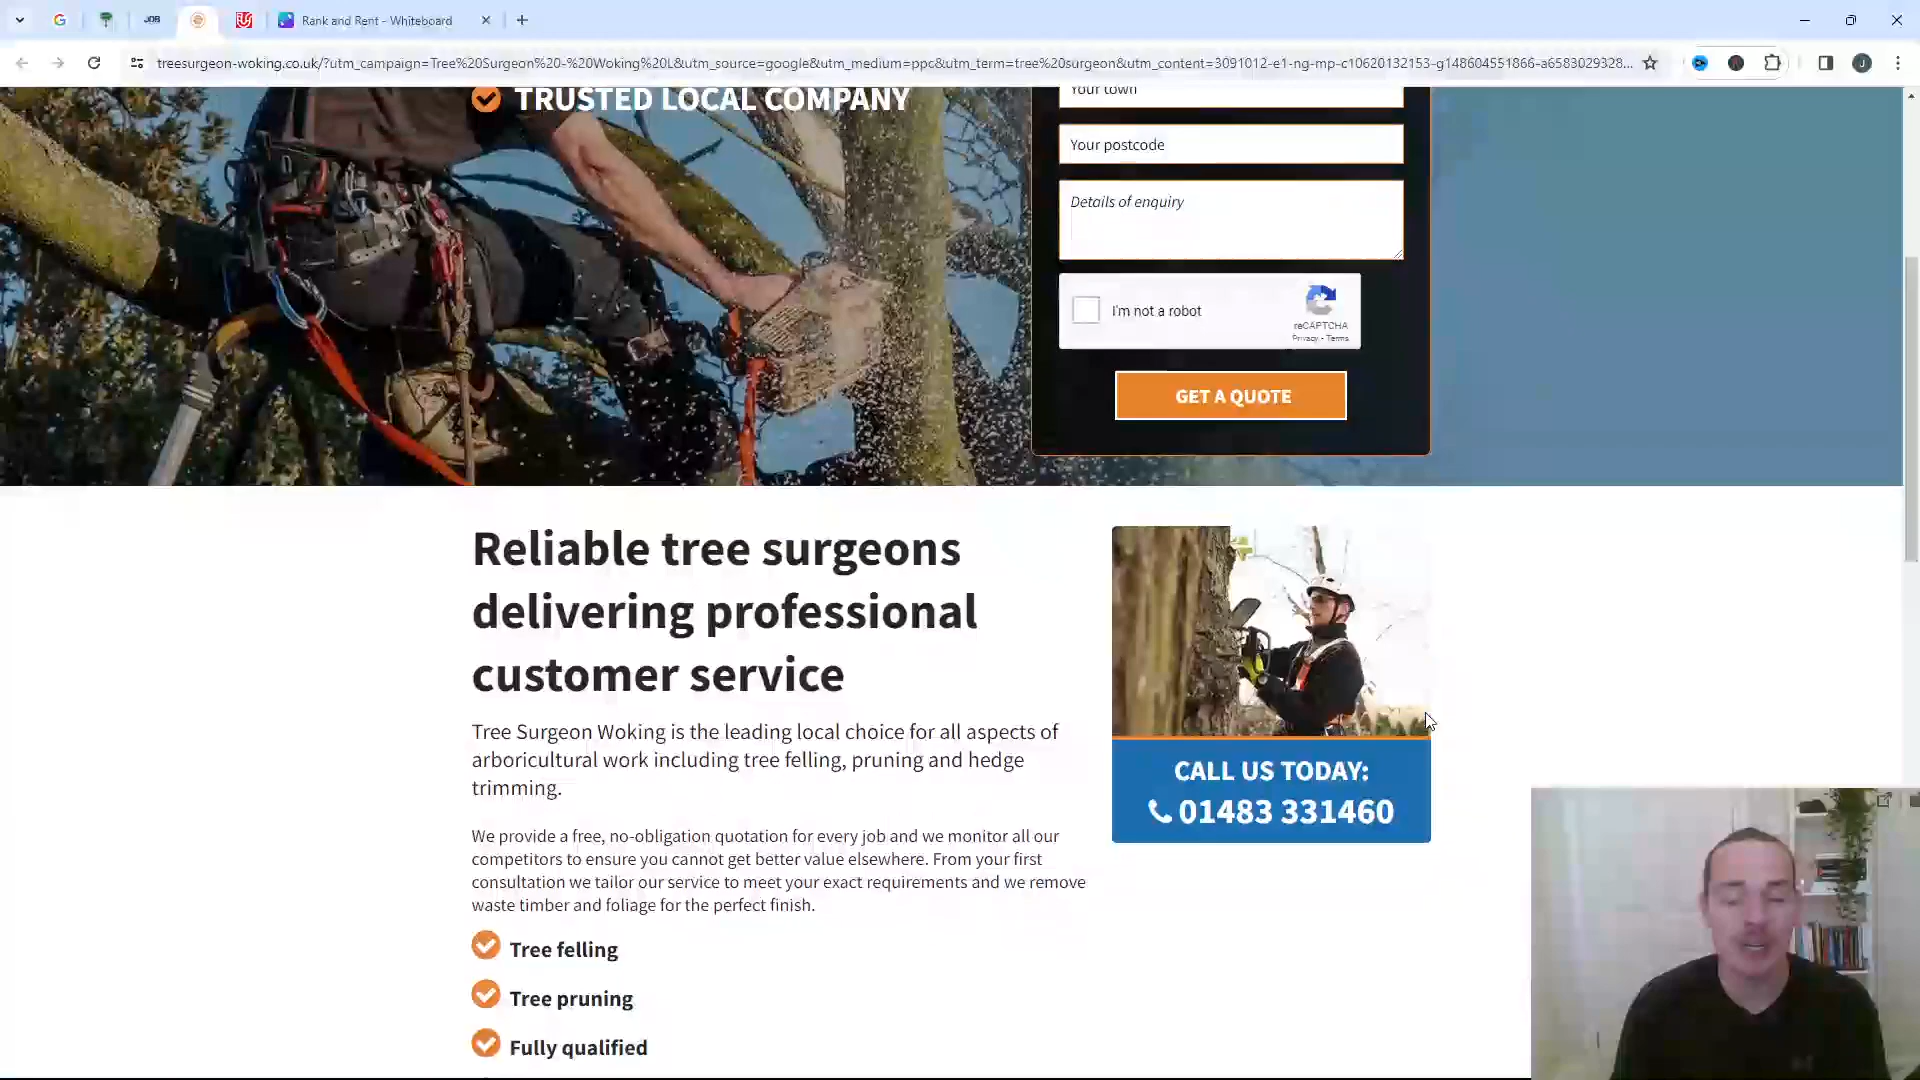 JOB
Rank and Rent - Whiteboard
treesurgeon-woking.co.uk/?utm_campaign=Tree%20Surgeon%20-%20Woking%20L&utm_source=google&utm_medium=ppc&utm_term=tree%20surgeon&utm_content=3091012-e1-ng-mp-c10620132153-g148604551866-a6583029328...
J
TRUSTED LOCAL COMPANY
Your town
Your postcode
Details of enquiry
I'm not a robot
reCAPTCHA
Privacy - Terms
GET A QUOTE
Reliable tree surgeons
delivering professional
customer service
Tree Surgeon Woking is the leading local choice for all aspects of
arboricultural work including tree felling, pruning and hedge
trimming.
We provide a free, no-obligation quotation for every job and we monitor all our
competitors to ensure you cannot get better value elsewhere. From your first
consultation we tailor our service to meet your exact requirements and we remove
waste timber and foliage for the perfect finish.
Tree felling
Tree pruning
Fully qualified
CALL US TODAY:
01483 331460